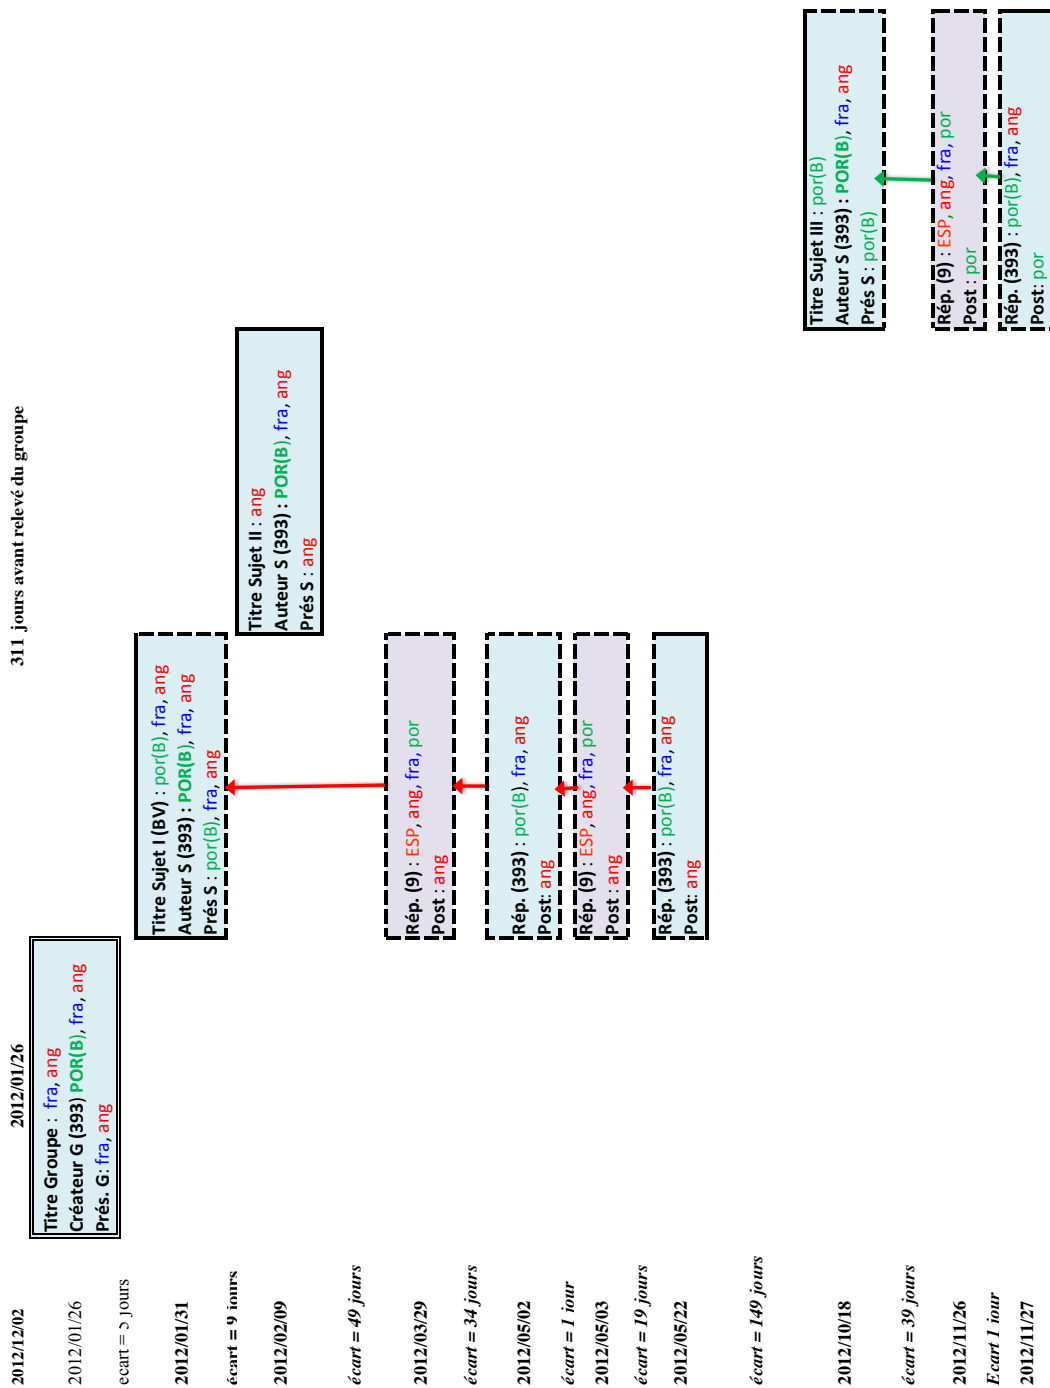 2012/12/02
2012/01/26
311 jours avant relevé du groupe
2012/01/26
Titre Groupe : fra, ang
Créateur G (393) POR(B), fra, ang
Prés. G: fra, ang
écart = 5 jours
2012/01/31
Titre Sujet I (BV) : por(B), fra, ang
Auteur S (393) : POR(B), fra, ang
Prés S : por(B), fra, ang
écart = 9 jours
2012/02/09
Titre Sujet II : ang
Auteur S (393) : POR(B), fra, ang
Prés S : ang
écart = 49 jours
2012/03/29
Rép. (9) : ESP, ang, fra, por
Post : ang
écart = 34 jours
2012/05/02
Rép. (393) : por(B), fra, ang
Post: ang
écart = 1 jour
2012/05/03
Rép. (9) : ESP, ang, fra, por
Post : ang
écart = 19 jours
2012/05/22
Rép. (393) : por(B), fra, ang
Post: ang
écart = 149 jours
2012/10/18
Titre Sujet III : por(B)
Auteur S (393) : POR(B), fra, ang
Prés S : por(B)
écart = 39 jours
2012/11/26
Rép. (9) : ESP, ang, fra, por
Post : por
Ecart 1 jour
2012/11/27
Rép. (393) : por(B), fra, ang
Post: por